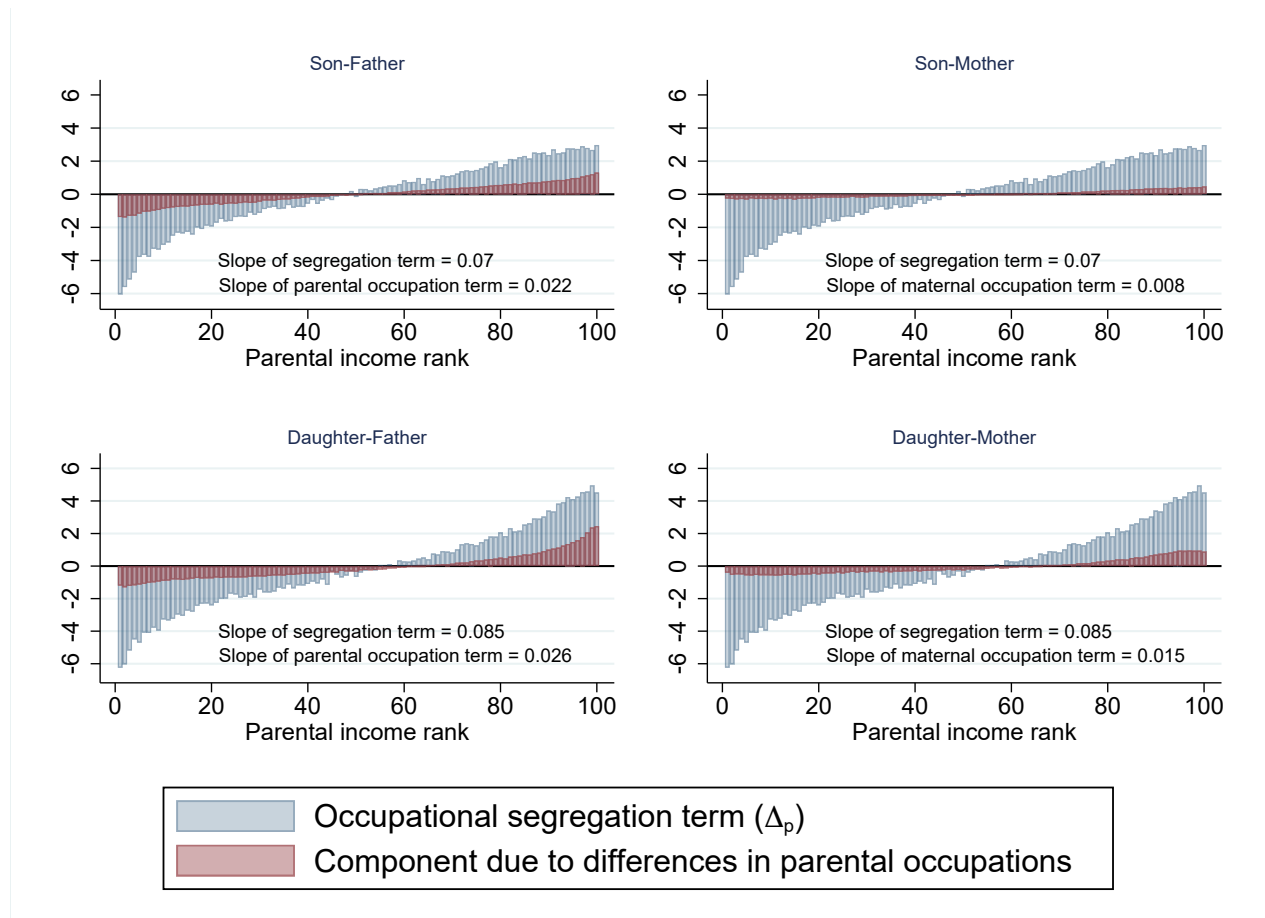 Son-Father
6
4
2
0
-2
-4
-6
Slope of segregation term = 0.07
Slope of parental occupation term = 0.022
0 20 40 60 80 100
Parental income rank
Son-Mother
6
4
2
0
-2
-4
-6
Slope of segregation term = 0.07
Slope of maternal occupation term = 0.008
0 20 40 60 80 100
Parental income rank
Daughter-Father
6
4
2
0
-2
-4
-6
Slope of segregation term = 0.085
Slope of parental occupation term = 0.026
0 20 40 60 80 100
Parental income rank
Daughter-Mother
6
4
2
0
-2
-4
-6
Slope of segregation term = 0.085
Slope of maternal occupation term = 0.015
0 20 40 60 80 100
Parental income rank
Occupational segregation term (Δp)
Component due to differences in parental occupations